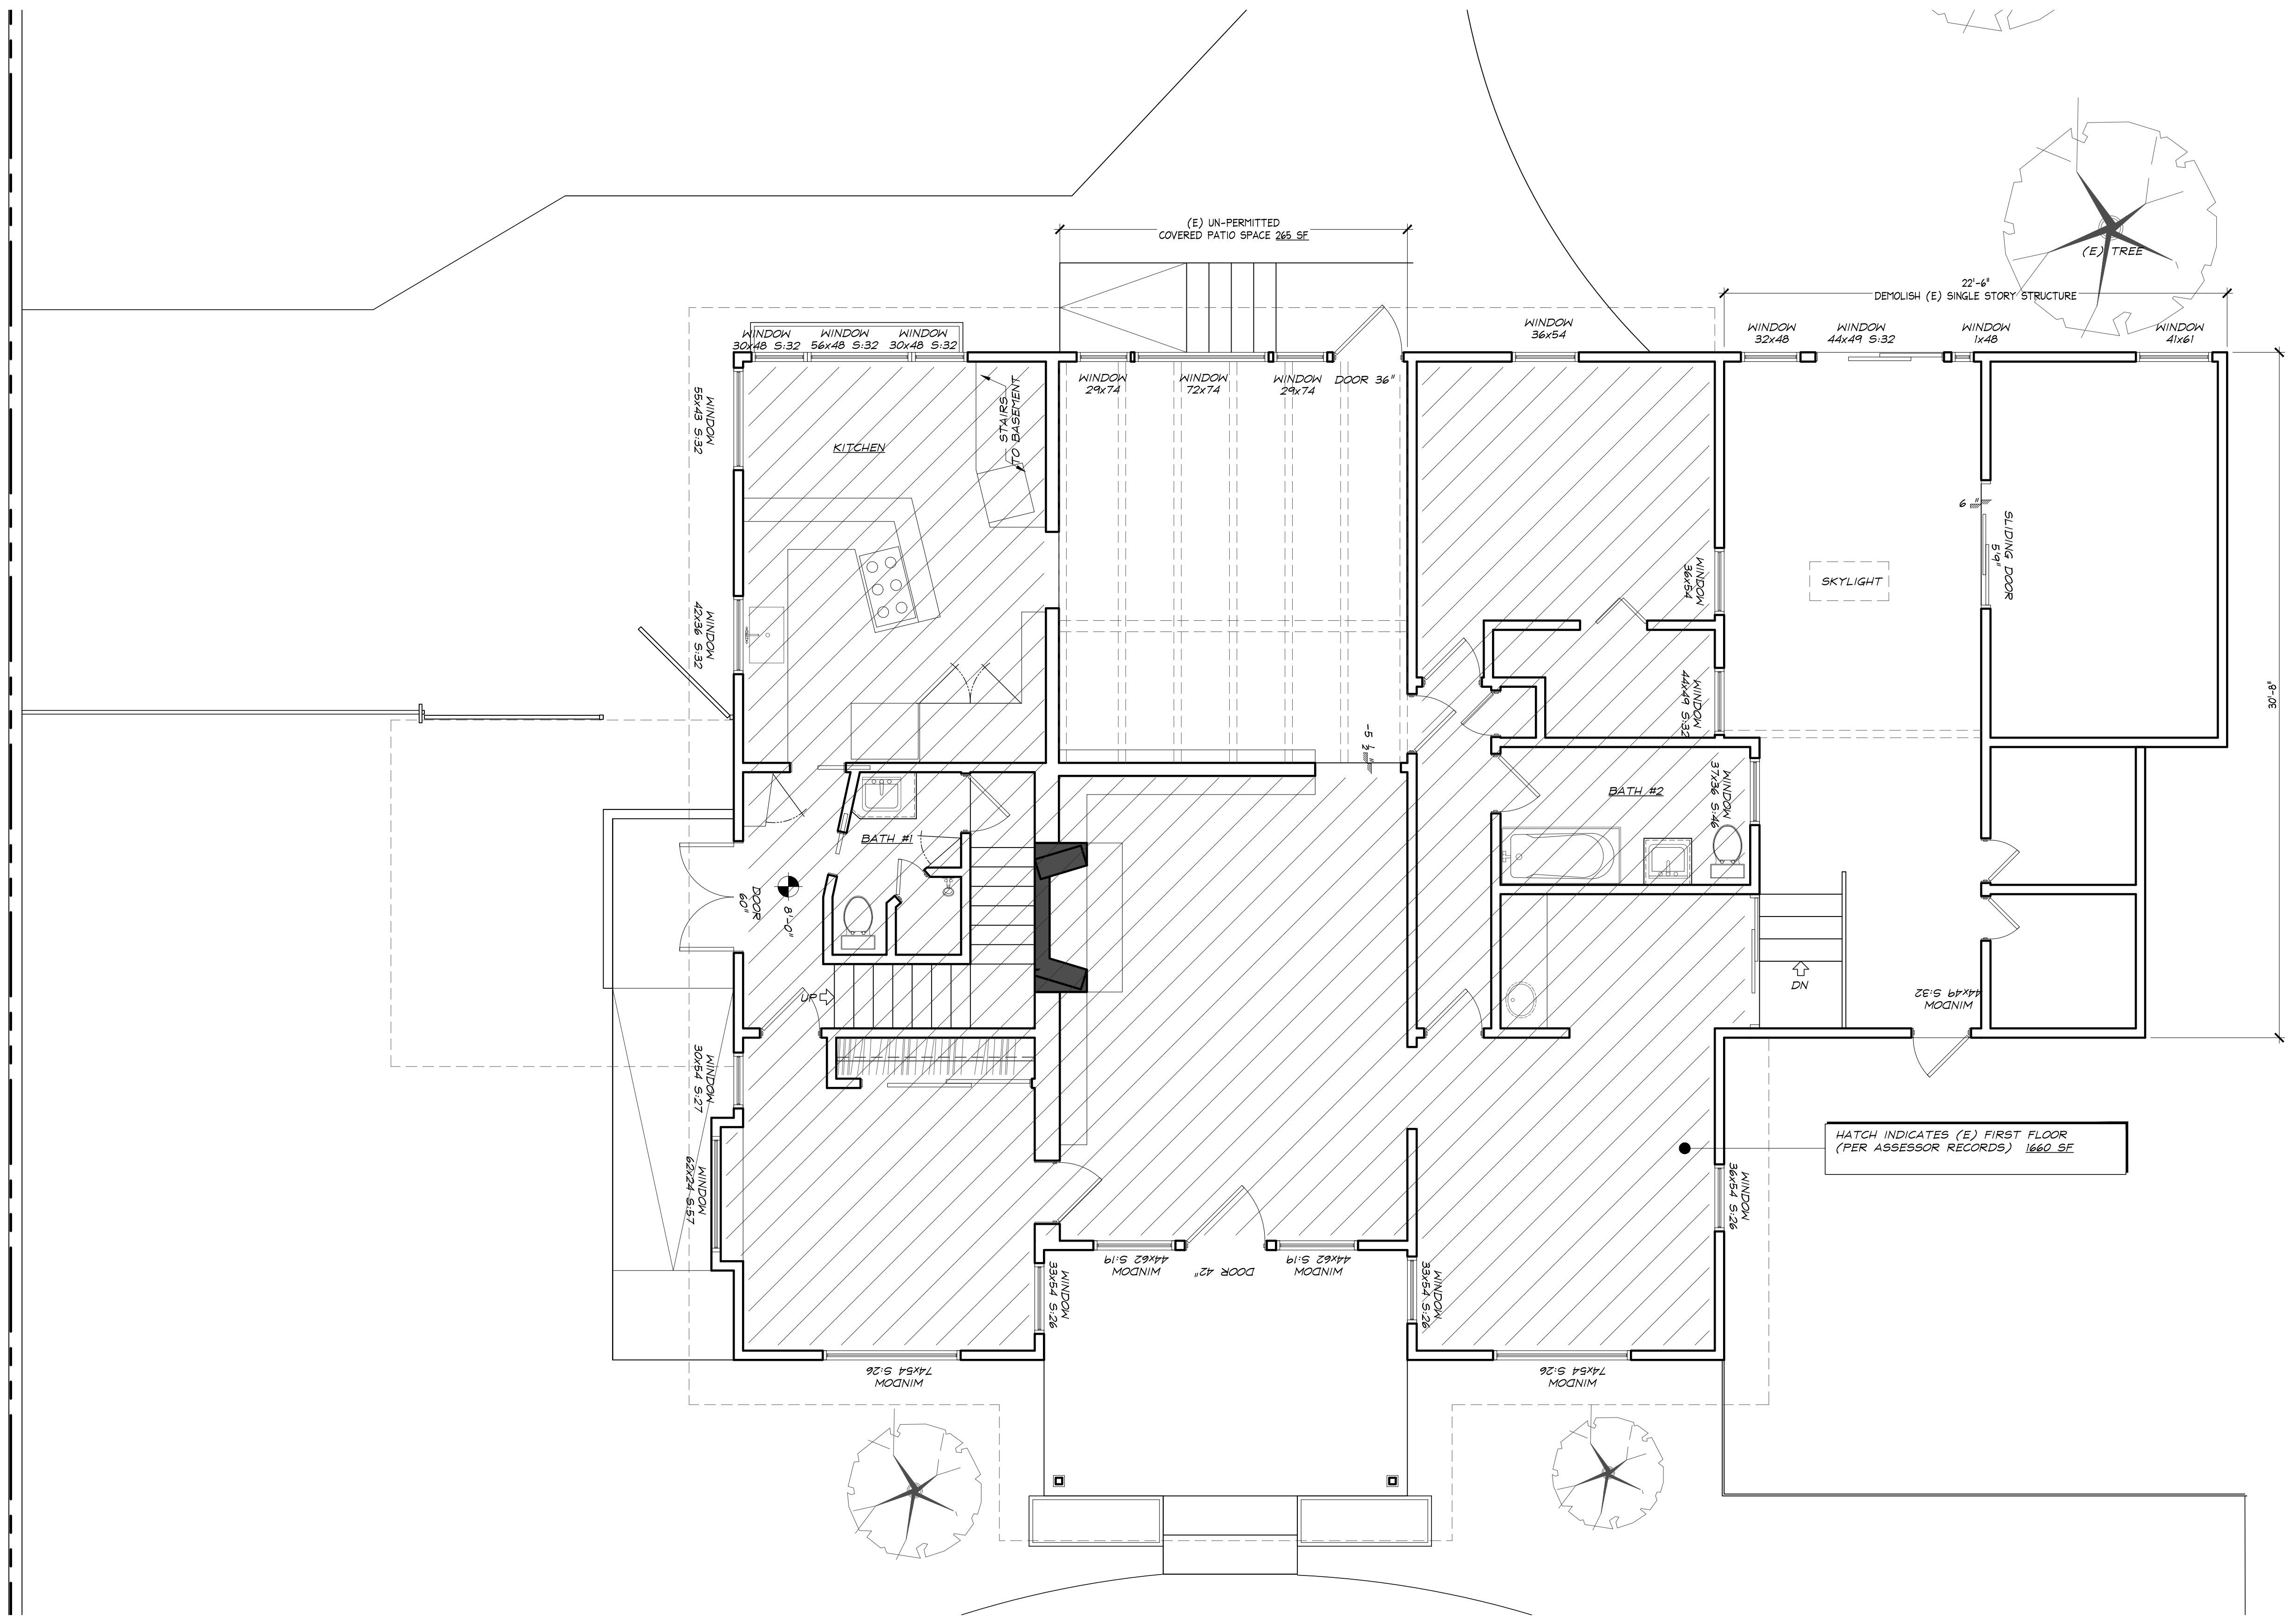 (E) UN-PERMITTED
COVERED PATIO SPACE 265 SF
(E) TREE
22'-6"
DEMOLISH (E) SINGLE STORY STRUCTURE
WINDOW
30x48 S:32
WINDOW
56x48 S:32
WINDOW
30x48 S:32
WINDOW
36x54
WINDOW
32x48
WINDOW
44x49 S:32
WINDOW
1x48
WINDOW
41x61
WINDOW
29x74
WINDOW
72x74
WINDOW
29x74
DOOR 36"
WINDOW
55x43 S:32
STAIRS
TO BASEMENT
KITCHEN
6"
SLIDING DOOR
5'9"
WINDOW
36x54
SKYLIGHT
WINDOW
42x36 S:32
WINDOW
44x49 S:32
30'-8"
-5 ½"
WINDOW
37x36 S:46
BATH #2
BATH #1
DOOR
60"
8'-0"
UP
DN
WINDOW
44x49 S:32
WINDOW
30x54 S:27
HATCH INDICATES (E) FIRST FLOOR
(PER ASSESSOR RECORDS) 1660 SF
WINDOW
62x24 S:57
WINDOW
36x54 S:26
WINDOW
44x62 S:19
DOOR 42"
WINDOW
44x62 S:19
WINDOW
33x54 S:26
WINDOW
33x54 S:26
WINDOW
74x54 S:26
WINDOW
74x54 S:26